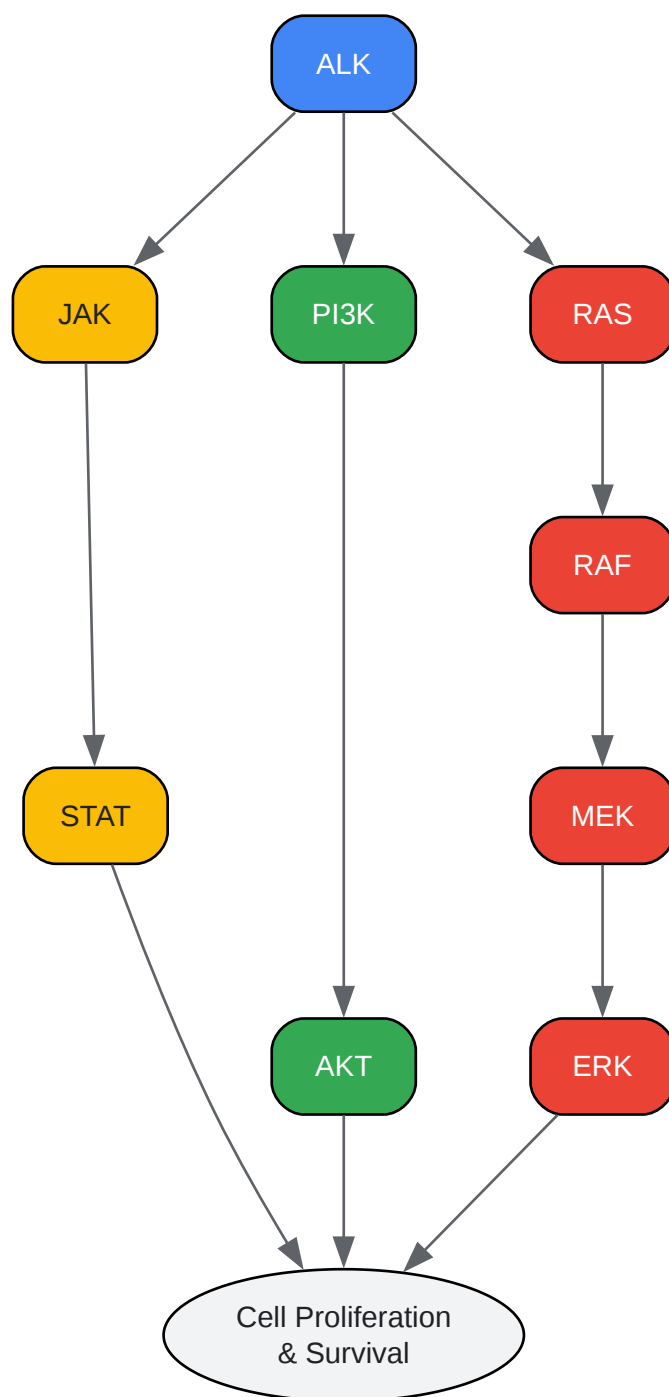 ALK
JAK
PI3K
RAS
RAF
STAT
MEK
AKT
ERK
Cell Proliferation
& Survival